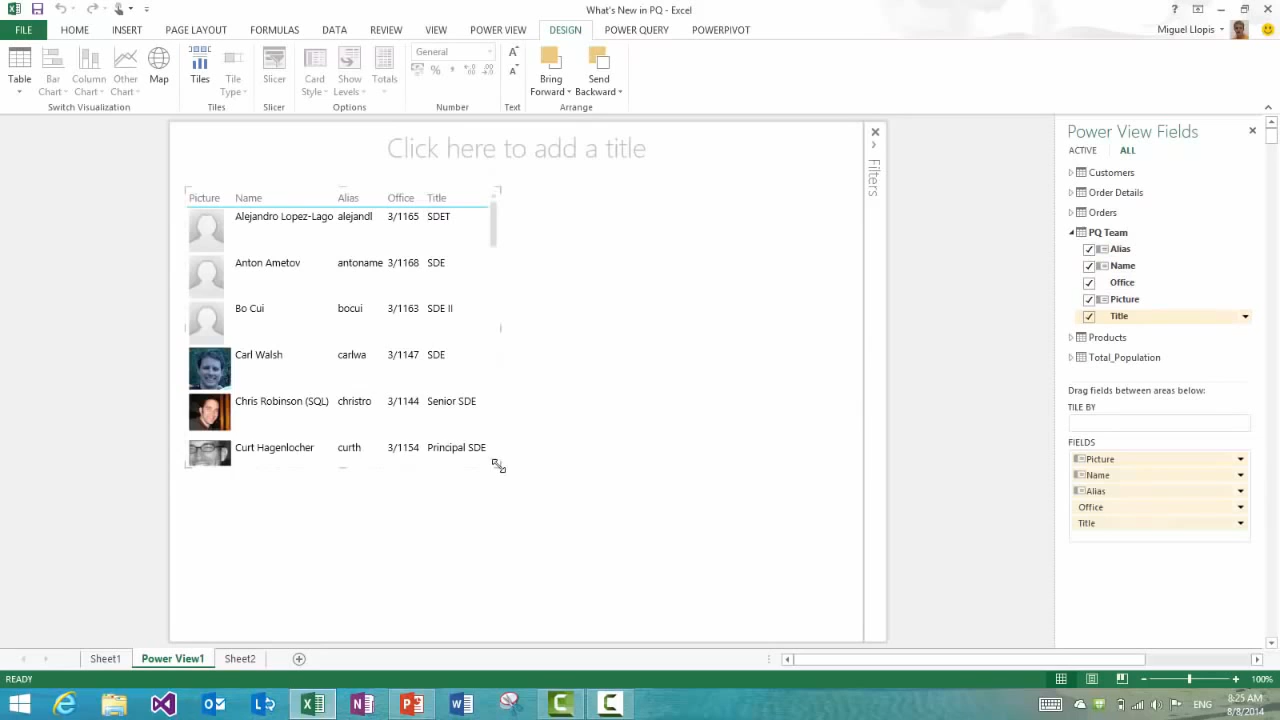 What's New in PQ - Excel
FILE HOME INSERT PAGE LAYOUT FORMULAS DATA REVIEW VIEW POWER VIEW DESIGN POWER QUERY POWERPIVOT Miguel Llopis
Table Bar Chart Column Chart Other Chart Map
Switch Visualization
Tiles Tile Type
Tiles
Slicer
Slicer
Card Style Show Levels Totals
Options
General
%
Number
A
A
Text
Bring Forward Send Backward
Arrange
Click here to add a title
Filters
Picture Name Alias Office Title
Alejandro Lopez-Lago alejandl 3/1165 SDET
Anton Ametov antoname 3/1168 SDE
Bo Cui bocui 3/1163 SDE II
Carl Walsh carlwa 3/1147 SDE
Chris Robinson (SQL) christro 3/1144 Senior SDE
Curt Hagenlocher curth 3/1154 Principal SDE
Power View Fields
ACTIVE ALL
Customers
Order Details
Orders
PQ Team
Alias
Name
Office
Picture
Title
Products
Total_Population
Drag fields between areas below:
TILE BY
FIELDS
Picture
Name
Alias
Office
Title
Sheet1 Power View1 Sheet2
READY 100%
ENG 8:25 AM
8/8/2014